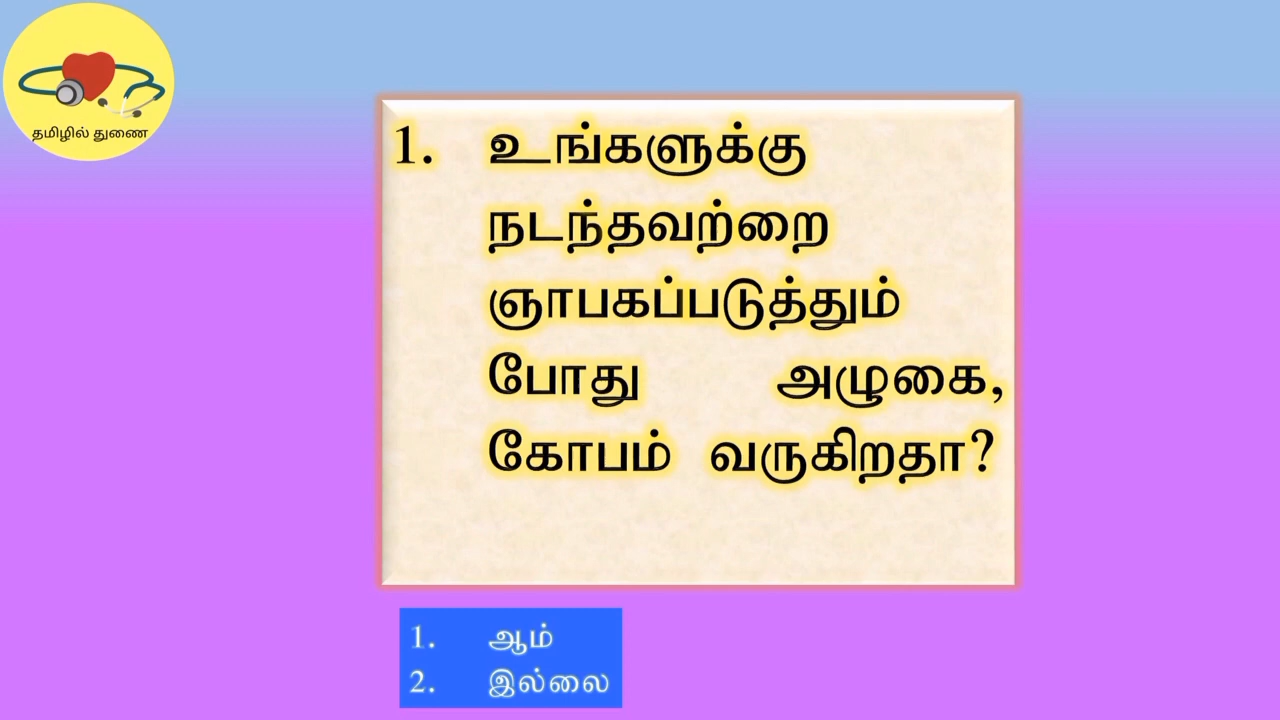 தமிழில் துணை
1. உங்களுக்கு
நடந்தவற்றை
ஞாபகப்படுத்தும்
போது அழுகை,
கோபம் வருகிறதா?
1. ஆம்
2. இல்லை